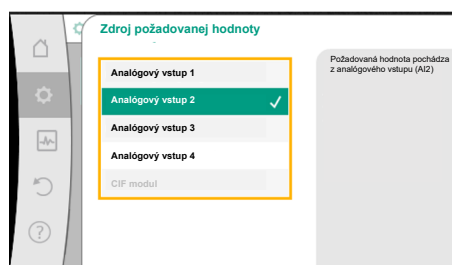 Zdroj požadovanej hodnoty
Analógový vstup 1
Analógový vstup 2
Analógový vstup 3
Analógový vstup 4
CIF modul
Požadovaná hodnota pochádza
z analógového vstupu (AI2)